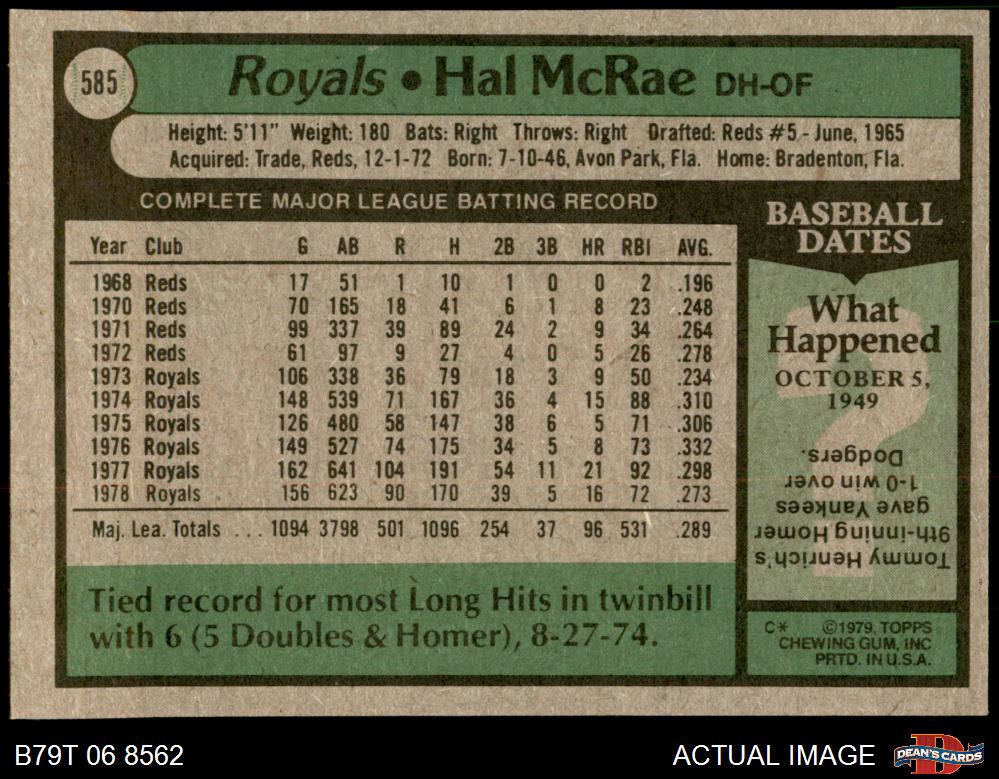 585
Royals • Hal McRae DH-OF
Height: 5'11" Weight: 180 Bats: Right Throws: Right Drafted: Reds #5 - June, 1965
Acquired: Trade, Reds, 12-1-72 Born: 7-10-46, Avon Park, Fla. Home: Bradenton, Fla.
COMPLETE MAJOR LEAGUE BATTING RECORD
Year Club G AB R H 2B 3B HR RBI AVG.
1968 Reds 17 51 1 10 1 0 0 2 .196
1970 Reds 70 165 18 41 6 1 8 23 .248
1971 Reds 99 337 39 89 24 2 9 34 .264
1972 Reds 61 97 9 27 4 0 5 26 .278
1973 Royals 106 338 36 79 18 3 9 50 .234
1974 Royals 148 539 71 167 36 4 15 88 .310
1975 Royals 126 480 58 147 38 6 5 71 .306
1976 Royals 149 527 74 175 34 5 8 73 .332
1977 Royals 162 641 104 191 54 11 21 92 .298
1978 Royals 156 623 90 170 39 5 16 72 .273
Maj. Lea. Totals ... 1094 3798 501 1096 254 37 96 531 .289
Tied record for most Long Hits in twinbill
with 6 (5 Doubles & Homer), 8-27-74.
BASEBALL
DATES
What
Happened
OCTOBER 5,
1949
Tommy Henrich's
9th-inning Homer
gave Yankees
1-0 win over
Dodgers.
C* ©1979, TOPPS
CHEWING GUM, INC
PRTD. IN U.S.A.
B79T 06 8562
ACTUAL IMAGE
DEAN'S CARDS